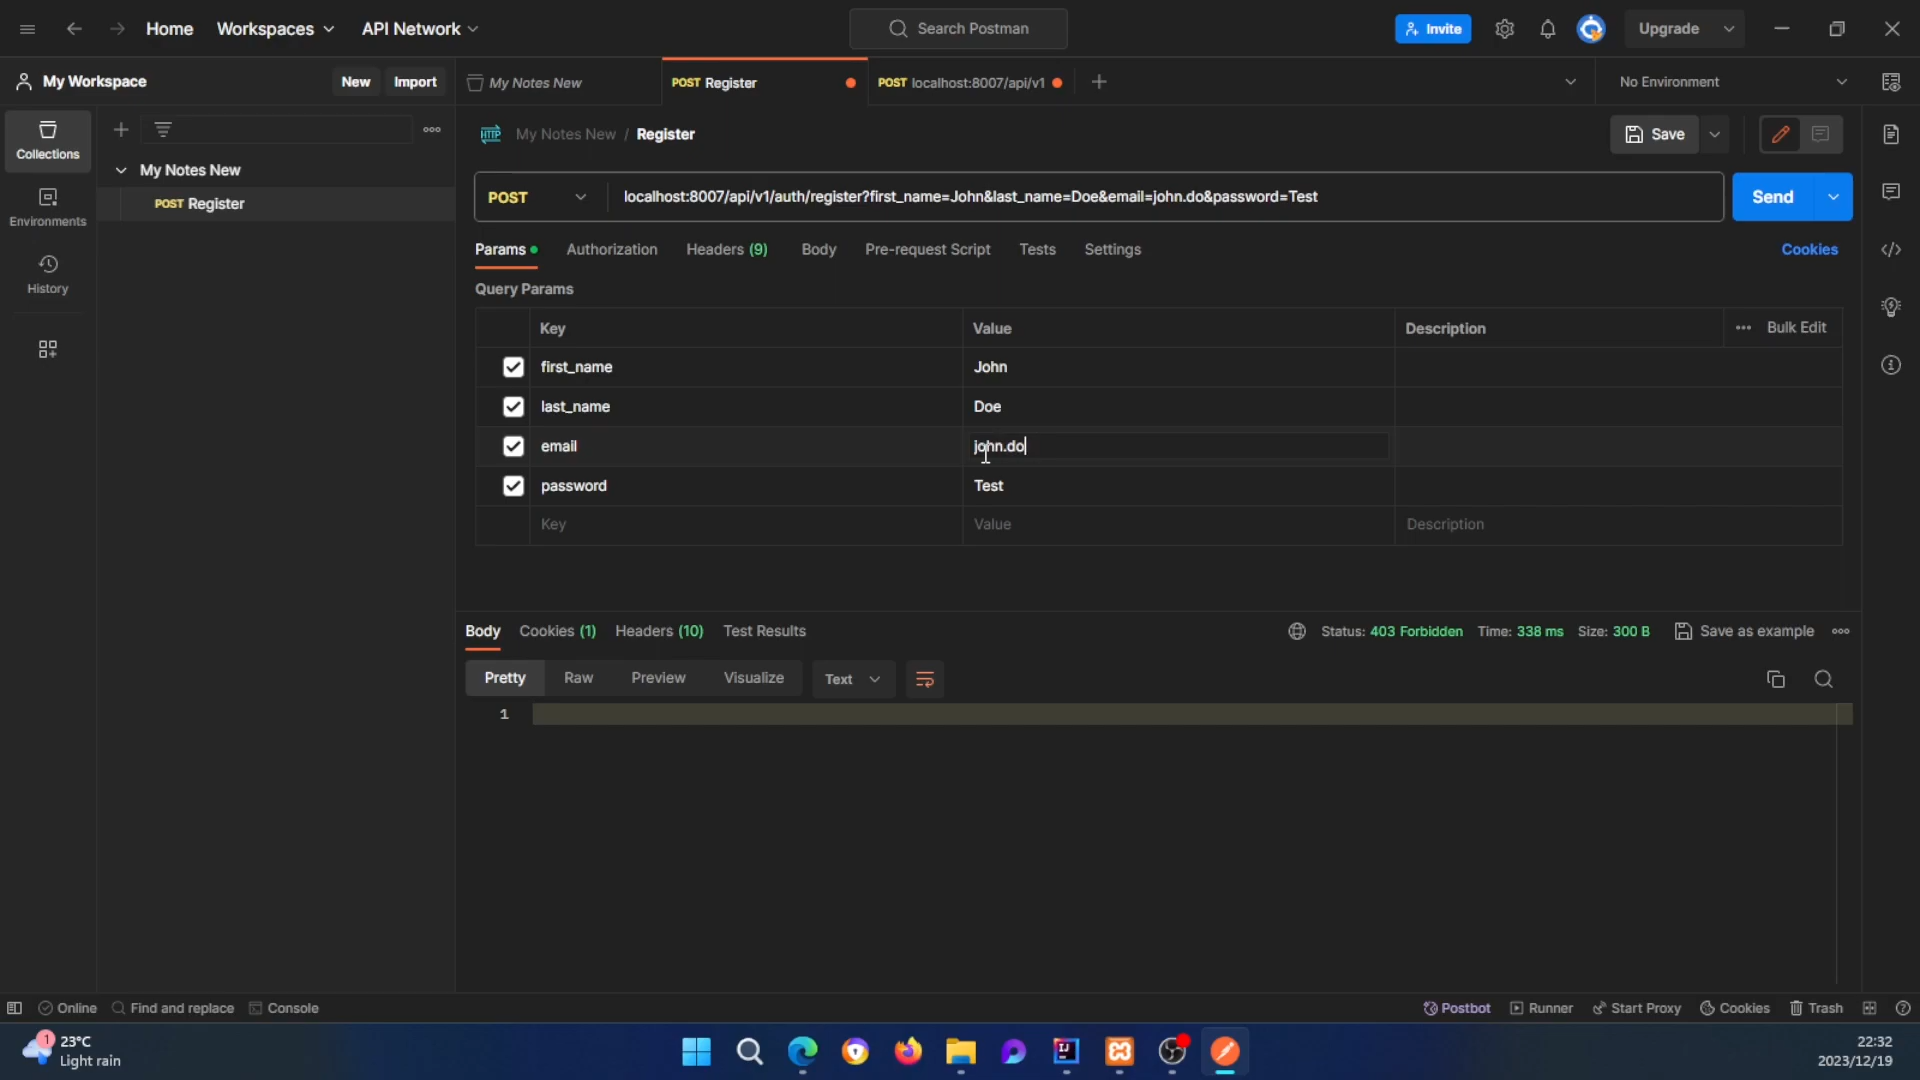 Home Workspaces API Network Search Postman Invite Upgrade
My Workspace New Import My Notes New POST Register POST localhost:8007/api/v1 No Environment
Collections
Environments
History
My Notes New
POST Register
HTTP My Notes New / Register Save
POST localhost:8007/api/v1/auth/register?first_name=John&last_name=Doe&email=john.do&password=Test Send
Params Authorization Headers (9) Body Pre-request Script Tests Settings Cookies
Query Params
Key Value Description Bulk Edit
first_name John
last_name Doe
email john.do
password Test
Key Value Description
Body Cookies (1) Headers (10) Test Results Status: 403 Forbidden Time: 338 ms Size: 300 B Save as example
Pretty Raw Preview Visualize Text
1
Online Find and replace Console Postbot Runner Start Proxy Cookies Trash
1 23°C
Light rain
IJ
22:32
2023/12/19